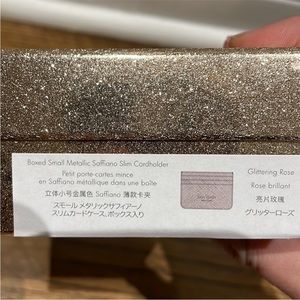 Boxed Small Metallic Saffiano Slim Cardholder
Petit porte-cartes mince
en Saffiano métallique dans une boîte
立体小号金属色 Saffiano 薄款卡夹
スモール メタリックサフィアーノ
スリムカードケース、ボックス入り
Glittering Rose
Rose brillant
亮片玫瑰
グリッターローズ